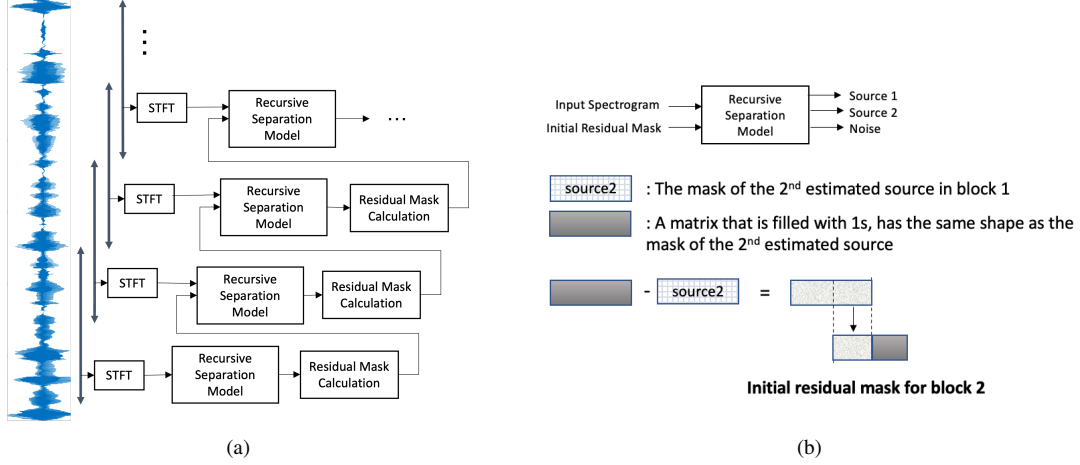 ⋮
STFT
Recursive
Separation
Model
...
STFT
Recursive
Separation
Model
Residual Mask
Calculation
STFT
Recursive
Separation
Model
Residual Mask
Calculation
STFT
Recursive
Separation
Model
Residual Mask
Calculation
(a)
Input Spectrogram
Initial Residual Mask
Recursive
Separation
Model
Source 1
Source 2
Noise
source2
: The mask of the 2nd estimated source in block 1
: A matrix that is filled with 1s, has the same shape as the
mask of the 2nd estimated source
- source2 =
Initial residual mask for block 2
(b)